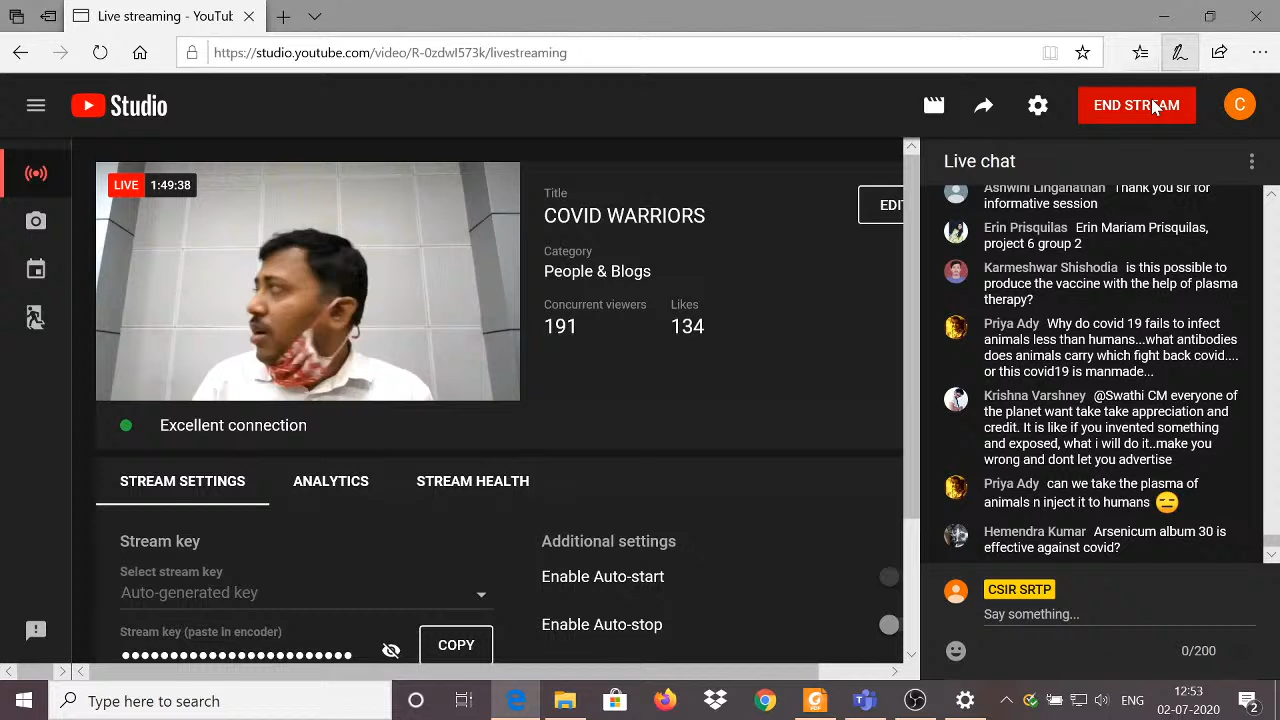 Live streaming - YouTu
https://studio.youtube.com/video/R-0zdwI573k/livestreaming
Studio
END STREAM
C
LIVE 1:49:38
Title
COVID WARRIORS
EDI
Category
People & Blogs
Concurrent viewers
Likes
191
134
Excellent connection
STREAM SETTINGS
ANALYTICS
STREAM HEALTH
Stream key
Select stream key
Auto-generated key
Stream key (paste in encoder)
COPY
Additional settings
Enable Auto-start
Enable Auto-stop
Live chat
Ashwini Linganathan Thank you sir for
informative session
Erin Prisquilas Erin Mariam Prisquilas,
project 6 group 2
Karmeshwar Shishodia is this possible to
produce the vaccine with the help of plasma
therapy?
Priya Ady Why do covid 19 fails to infect
animals less than humans...what antibodies
does animals carry which fight back covid....
or this covid19 is manmade...
Krishna Varshney @Swathi CM everyone of
the planet want take take appreciation and
credit. It is like if you invented something
and exposed, what i will do it..make you
wrong and dont let you advertise
Priya Ady can we take the plasma of
animals n inject it to humans 😑
Hemendra Kumar Arsenicum album 30 is
effective against covid?
CSIR SRTP
Say something...
0/200
Type here to search
PDF
ENG
12:53
02-07-2020
2